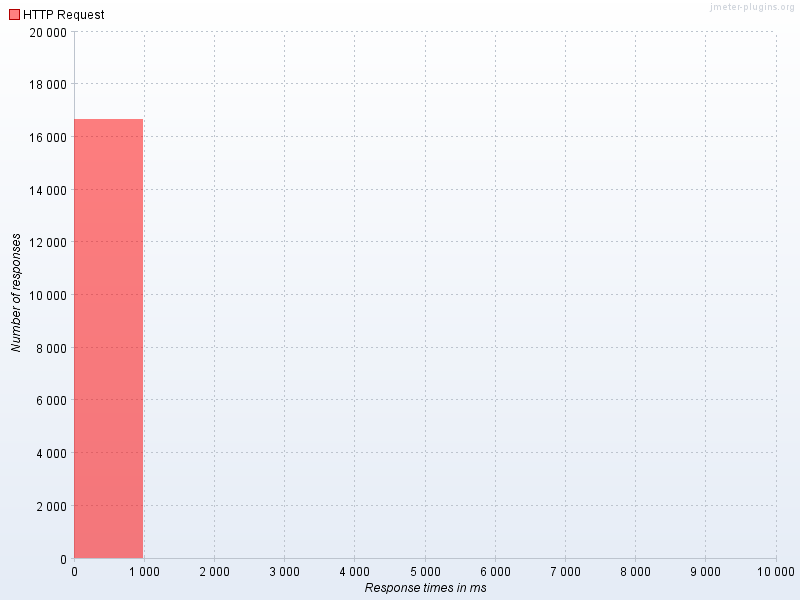 HTTP Request
jmeter-plugins.org
20 000
18 000
16 000
14 000
12 000
10 000
8 000
6 000
4 000
2 000
0
Number of responses
0 1 000 2 000 3 000 4 000 5 000 6 000 7 000 8 000 9 000 10 000
Response times in ms